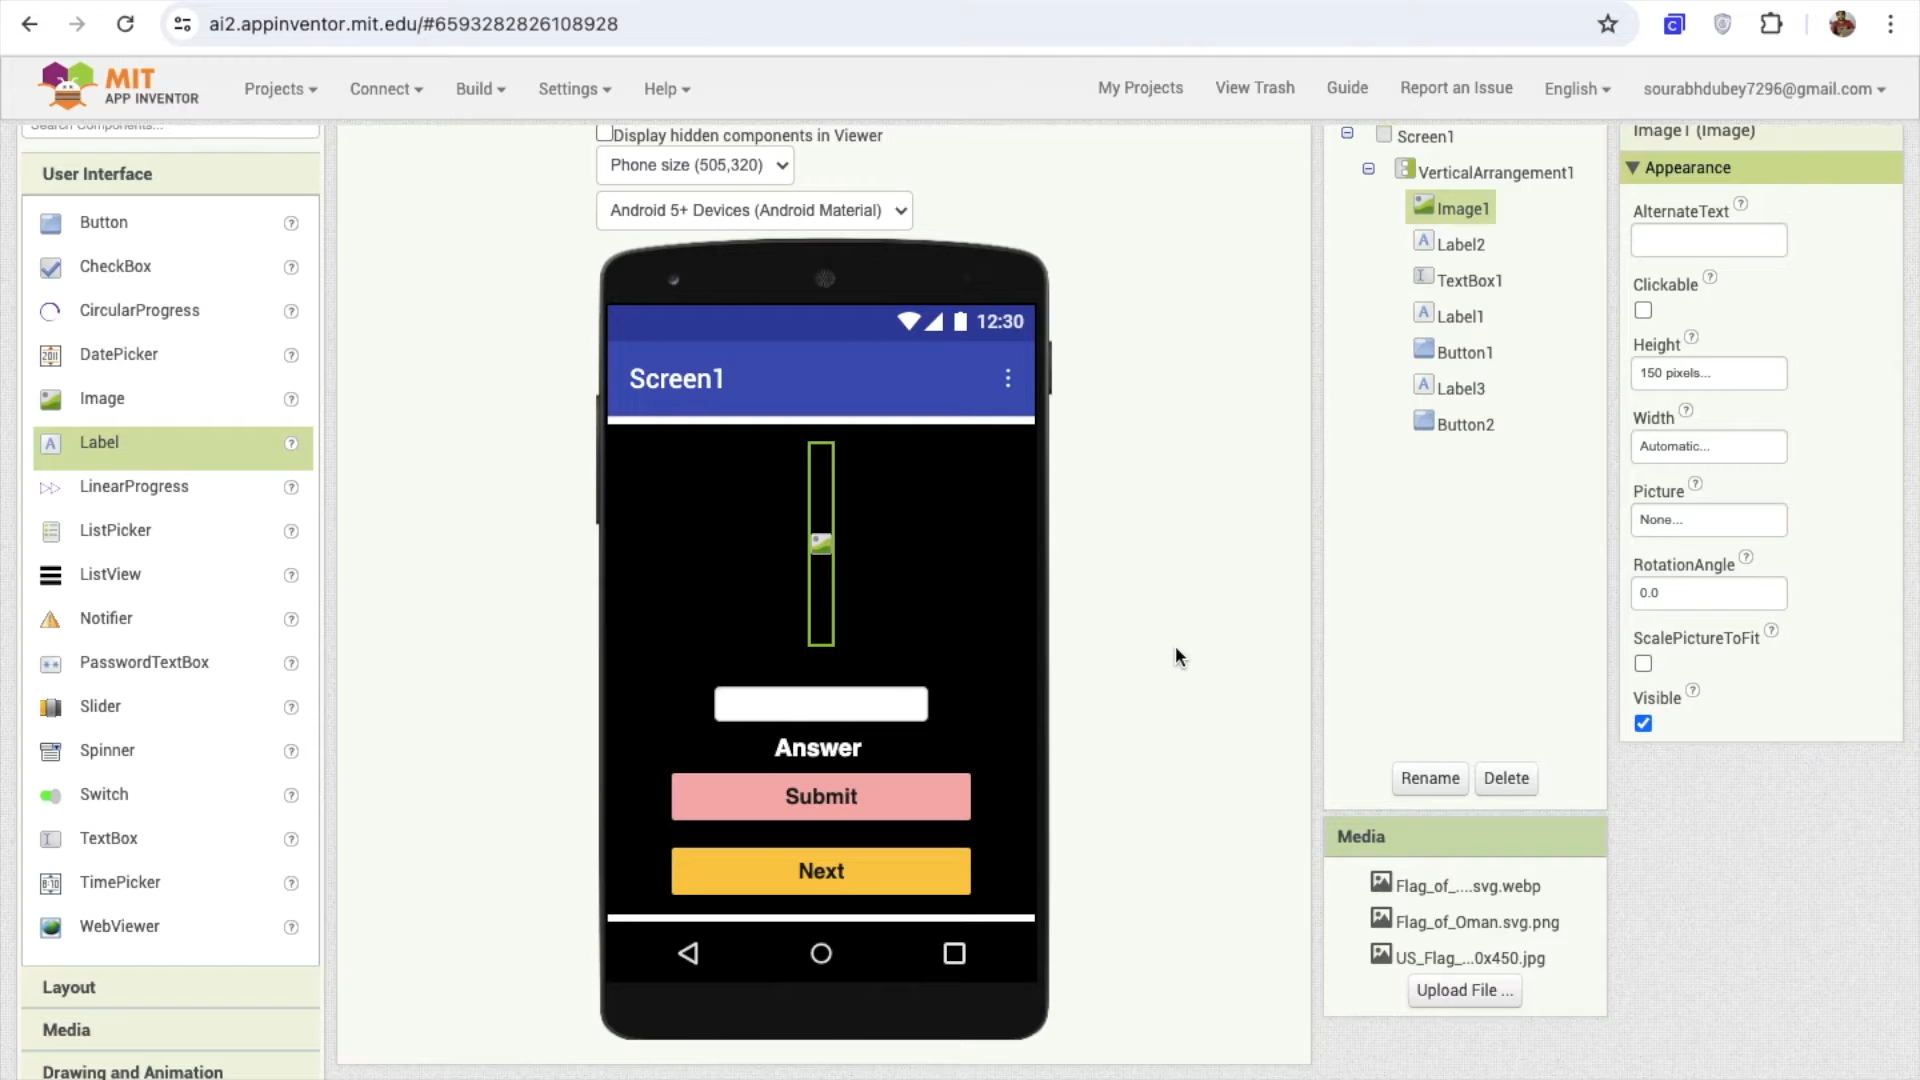 ai2.appinventor.mit.edu/#6593282826108928
MIT
APP INVENTOR
Projects
Connect
Build
Settings
Help
My Projects
View Trash
Guide
Report an Issue
English
sourabhdubey7296@gmail.com
Search Components...
User Interface
Button
CheckBox
CircularProgress
DatePicker
Image
Label
LinearProgress
ListPicker
ListView
Notifier
PasswordTextBox
Slider
Spinner
Switch
TextBox
TimePicker
WebViewer
Layout
Media
Drawing and Animation
Display hidden components in Viewer
Phone size (505,320)
Android 5+ Devices (Android Material)
12:30
Screen1
Answer
Submit
Next
Screen1
VerticalArrangement1
Image1
Label2
TextBox1
Label1
Button1
Label3
Button2
Rename
Delete
Media
Flag_of_....svg.webp
Flag_of_Oman.svg.png
US_Flag_...0x450.jpg
Upload File ...
Image1 (Image)
Appearance
AlternateText
Clickable
Height
150 pixels...
Width
Automatic...
Picture
None...
RotationAngle
0.0
ScalePictureToFit
Visible